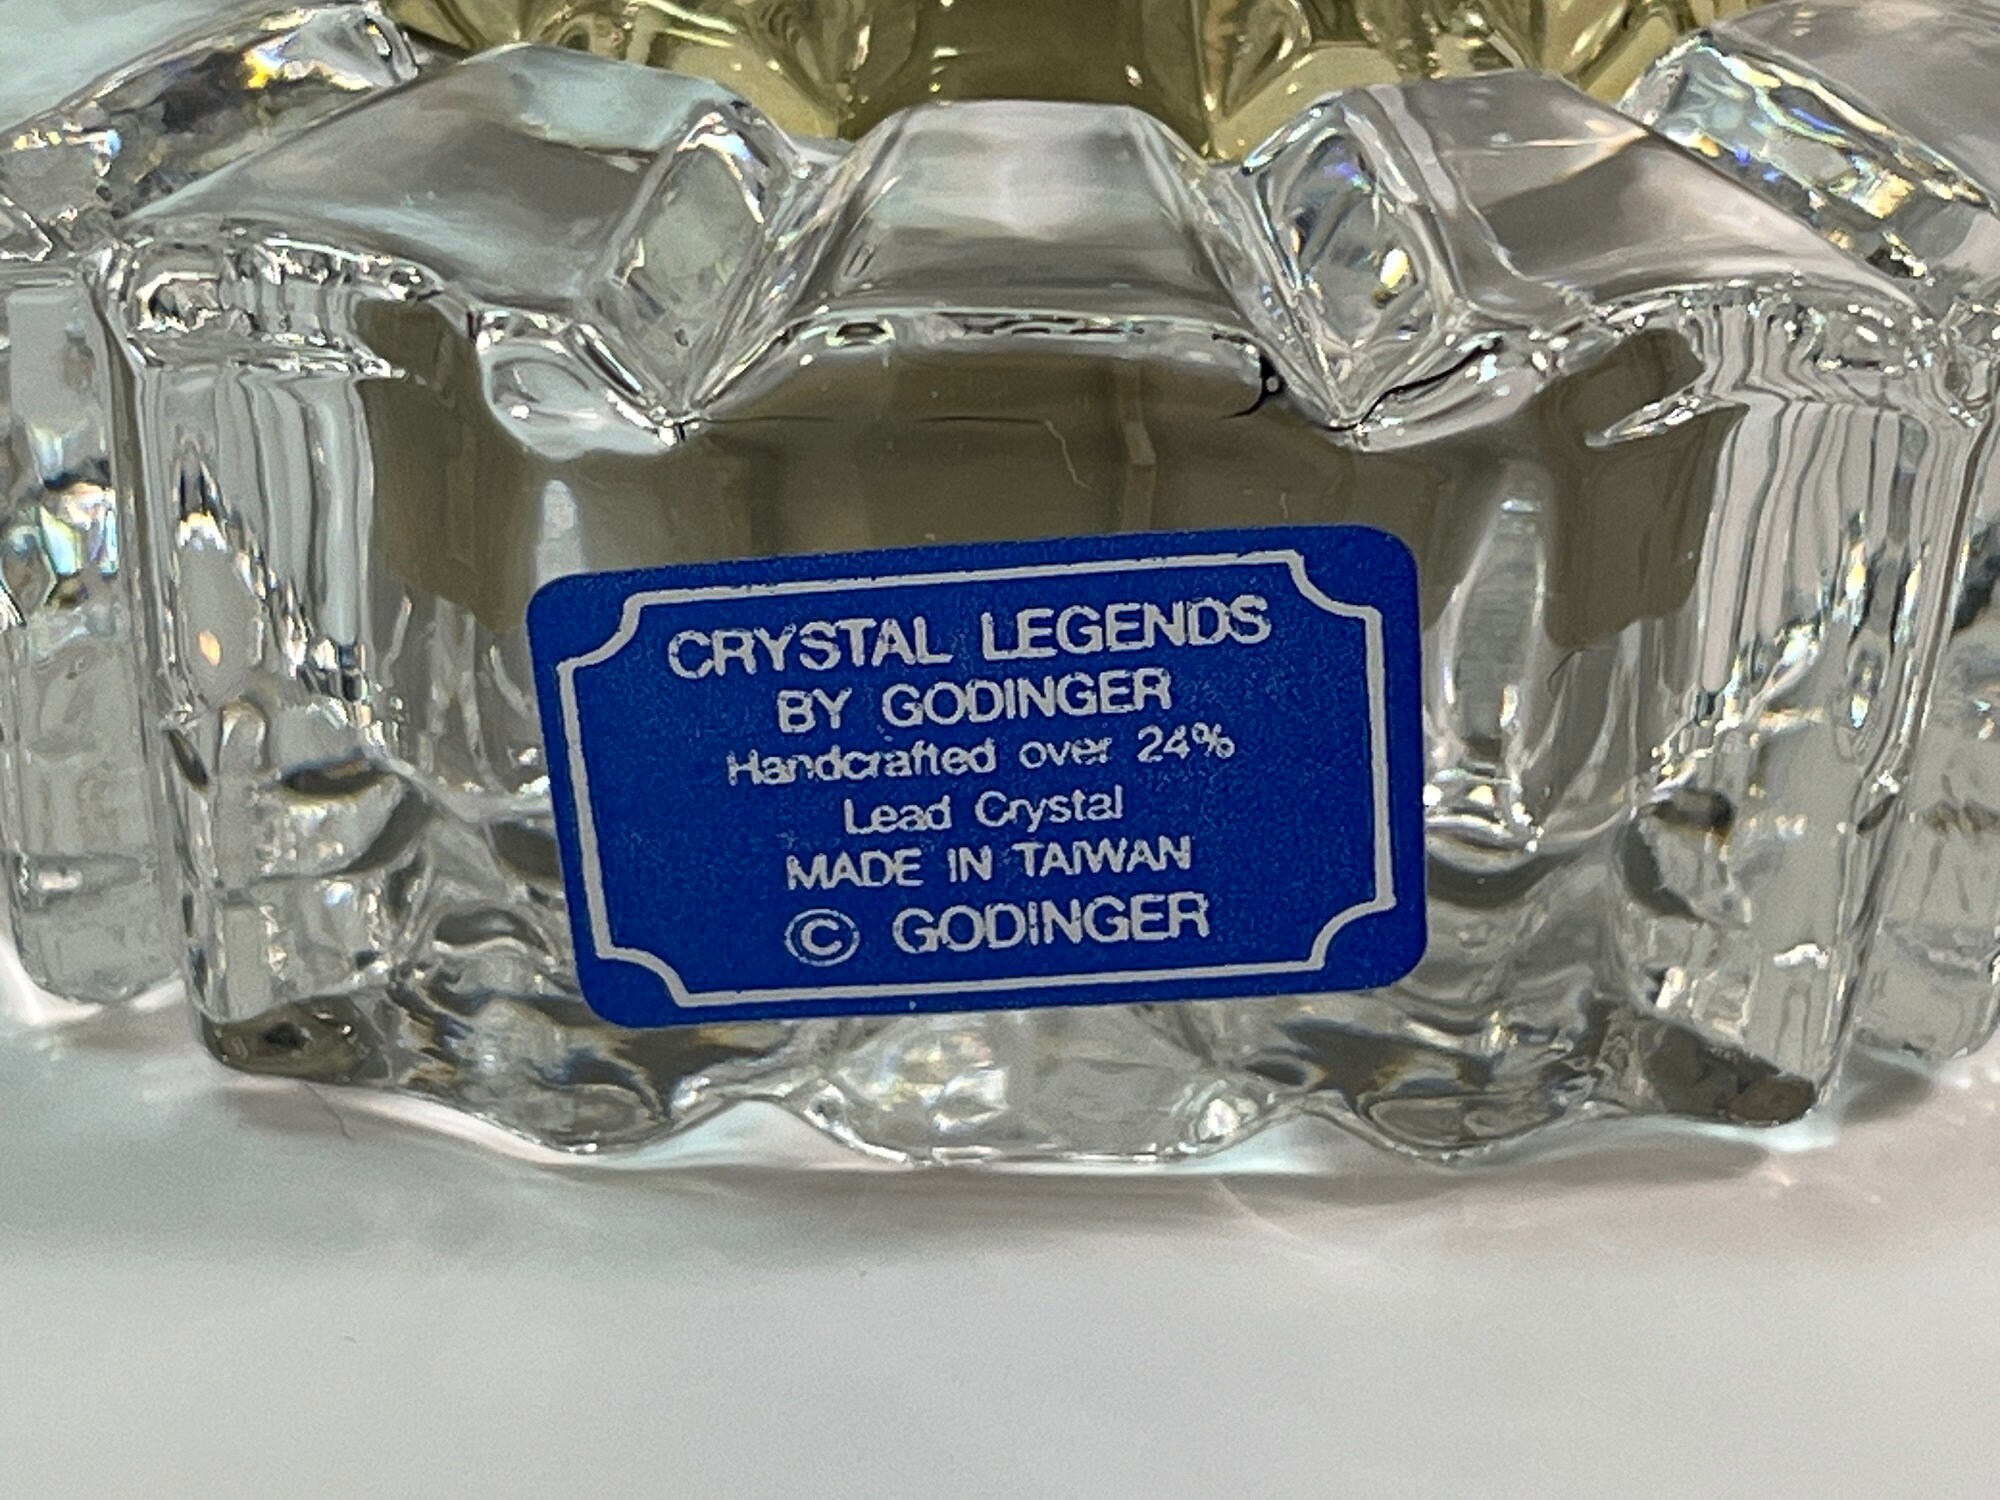 CRYSTAL LEGENDS
BY GODINGER
Handcrafted over 24%
Lead Crystal
MADE IN TAIWAN
© GODINGER